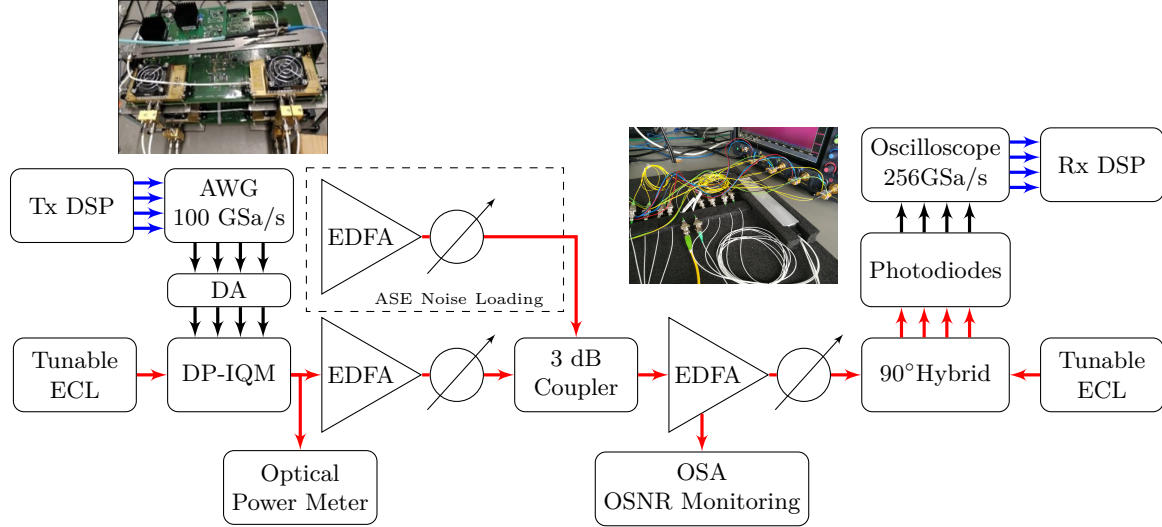 Tx DSP
AWG
100 GSa/s
EDFA
ASE Noise Loading
Oscilloscope
256GSa/s
Rx DSP
DA
Photodiodes
Tunable
ECL
DP-IQM
EDFA
3 dB
Coupler
EDFA
90°Hybrid
Tunable
ECL
Optical
Power Meter
OSA
OSNR Monitoring